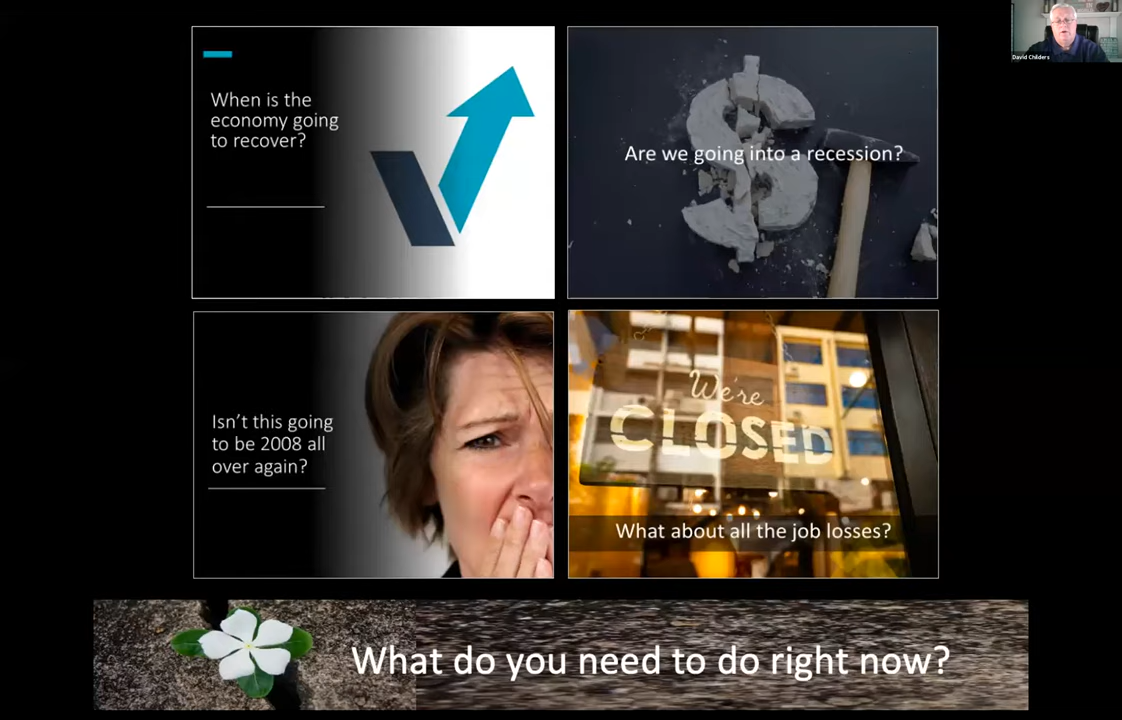 David Childers
When is the
economy going
to recover?
Are we going into a recession?
Isn't this going
to be 2008 all
over again?
We're
CLOSED
What about all the job losses?
What do you need to do right now?